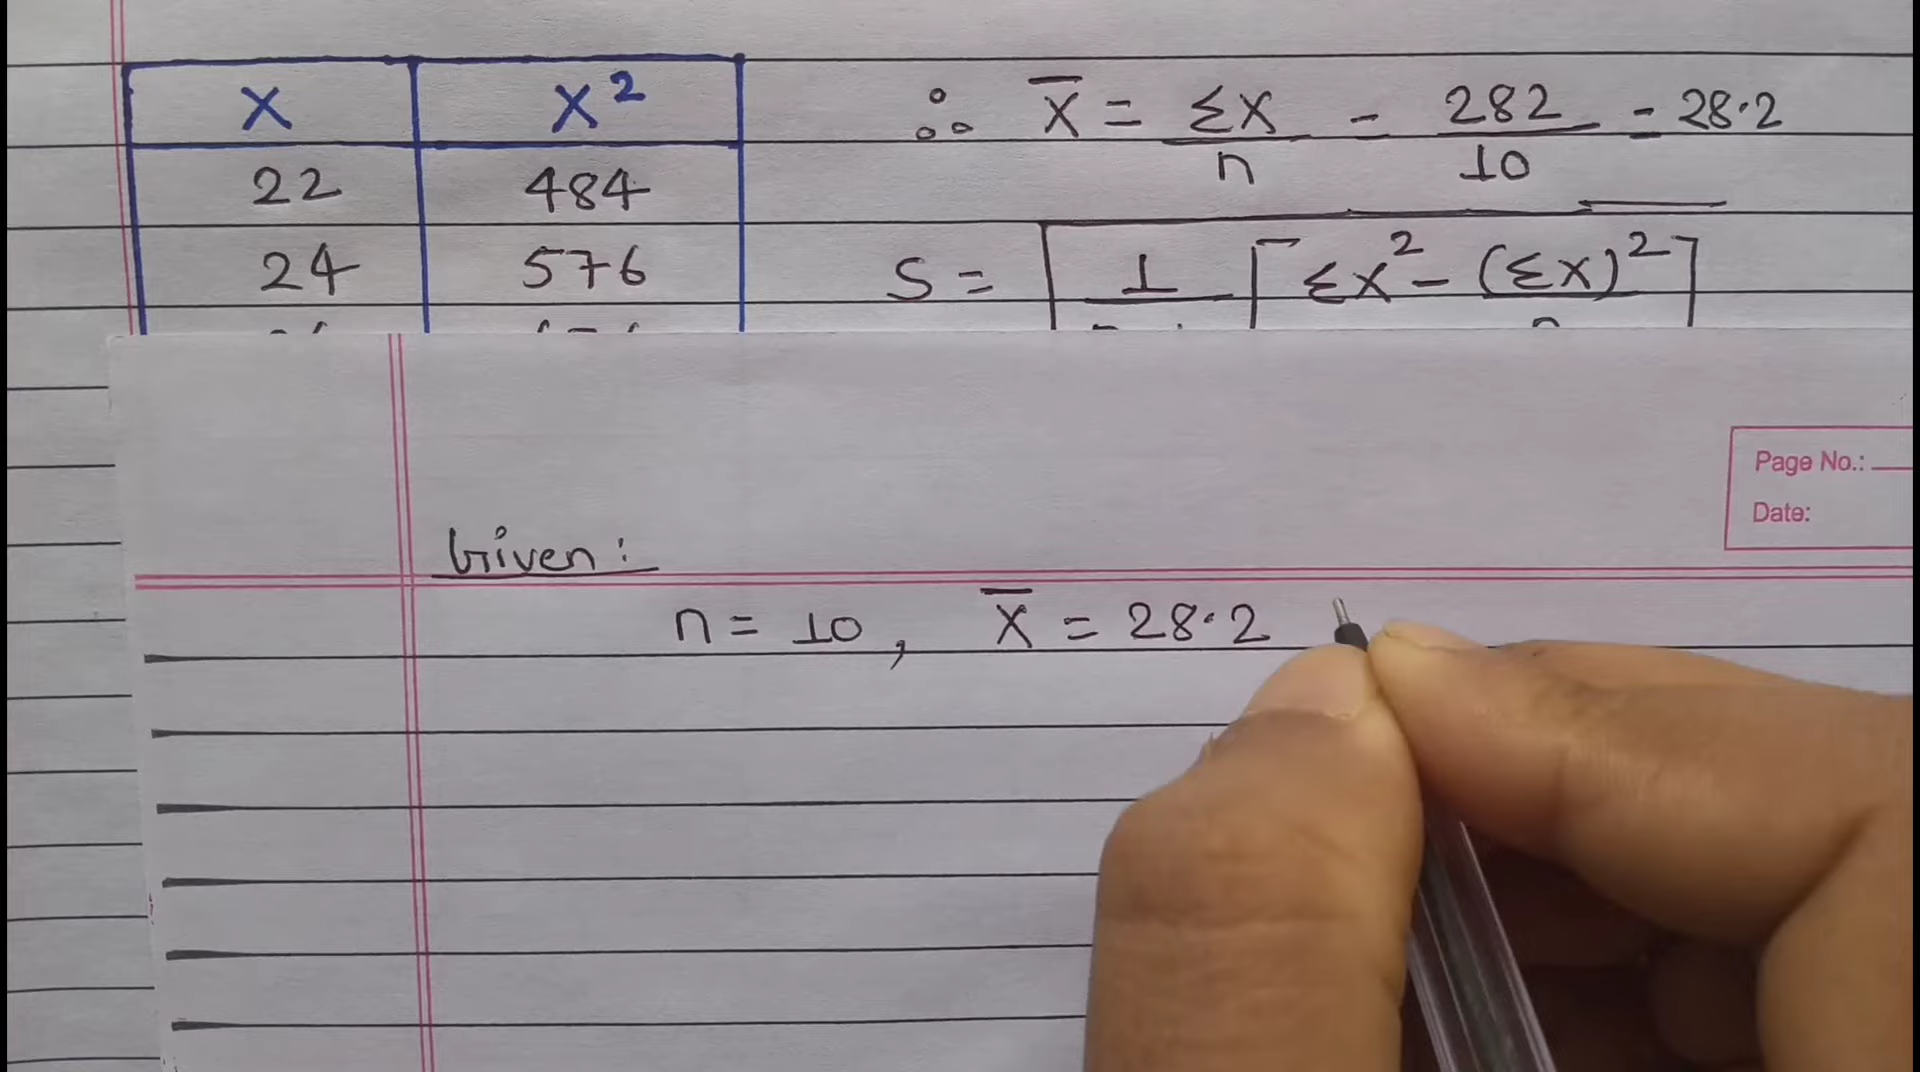 X X²
22 484
24 576
∴ X̄ = ΣX/n = 282/10 = 28.2
S = √(1/ [ΣX² - (ΣX)²/n])
Page No.:
Date:
Given:
n = 10, X̄ = 28.2